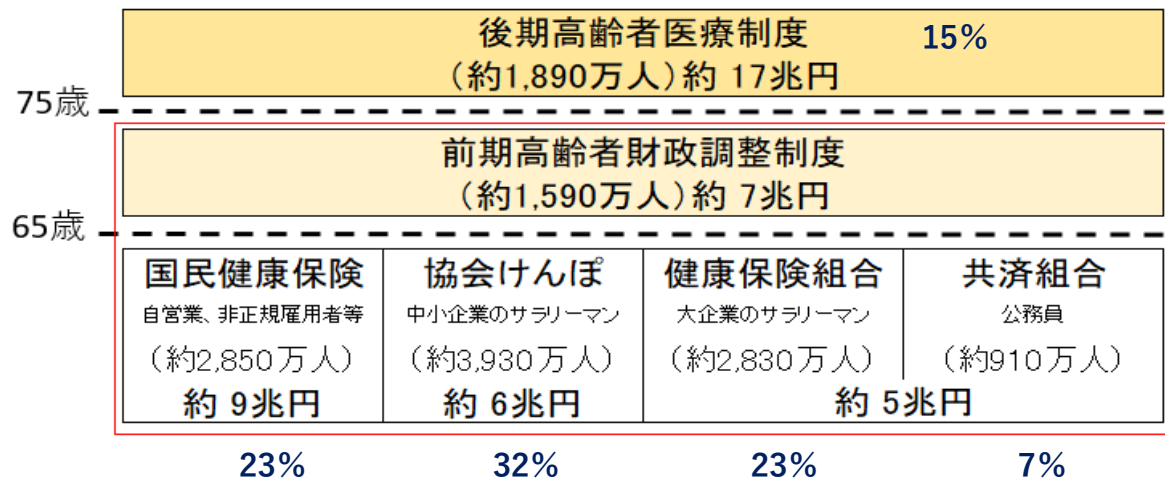 後期高齢者医療制度 15%
（約1,890万人）約 17兆円
75歳
前期高齢者財政調整制度
（約1,590万人）約 7兆円
65歳
国民健康保険 協会けんぽ 健康保険組合 共済組合
自営業、非正規雇用者等 中小企業のサラリーマン 大企業のサラリーマン 公務員
（約2,850万人） （約3,930万人） （約2,830万人） （約910万人）
約 9兆円 約 6兆円 約 5兆円
23% 32% 23% 7%